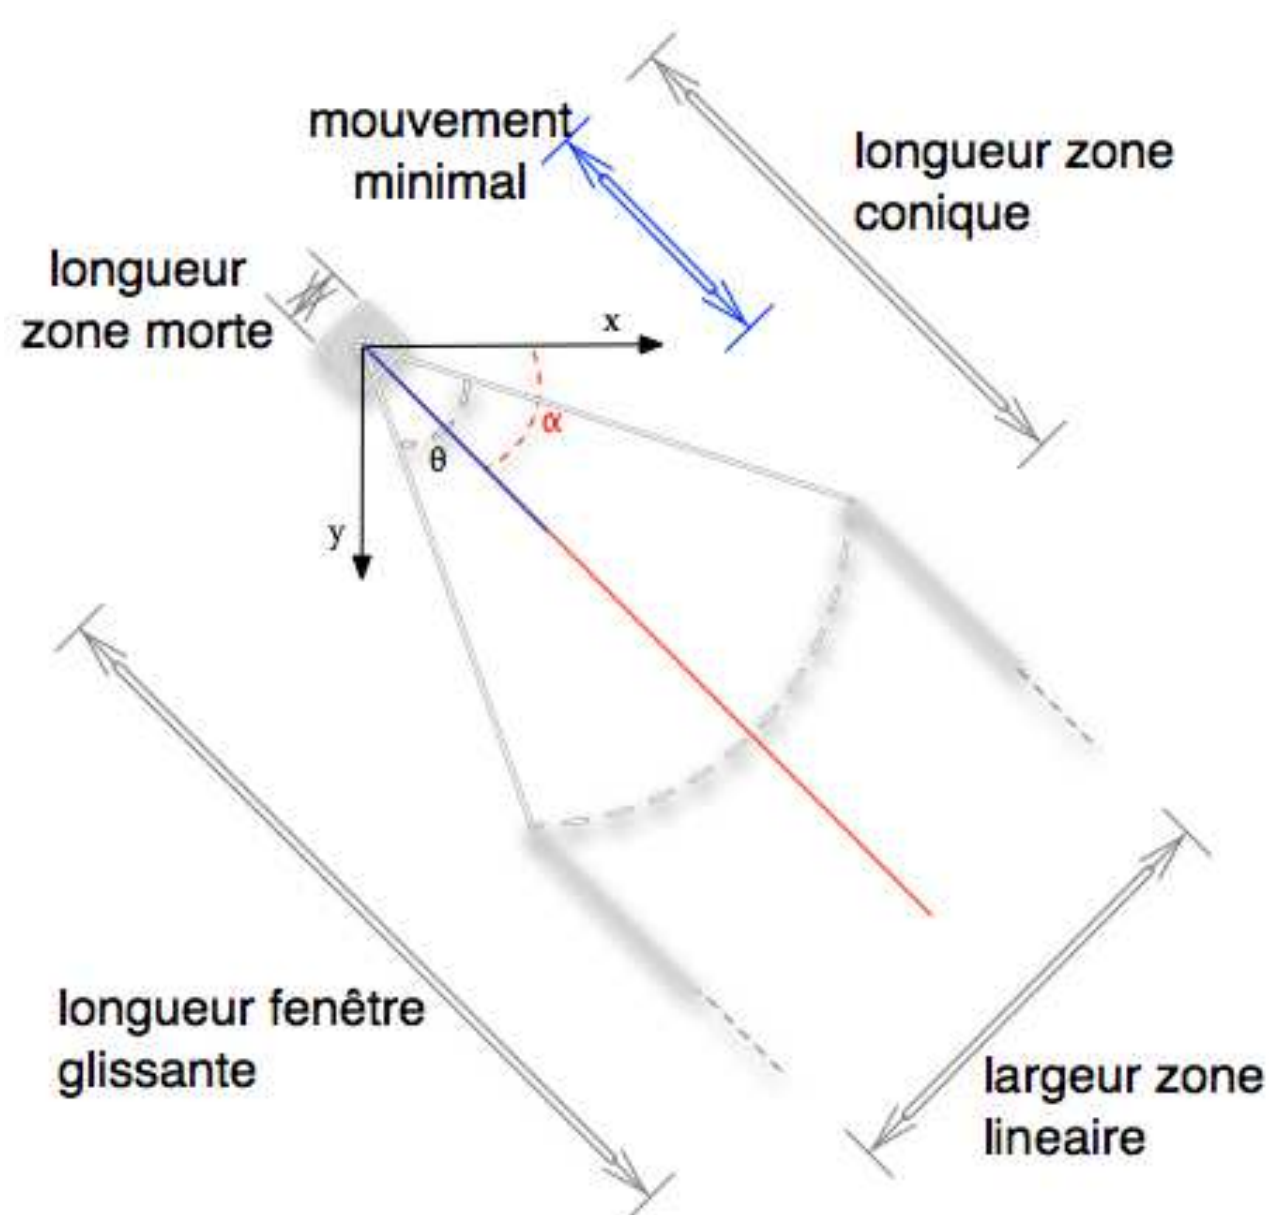 mouvement
minimal
longueur zone
conique
longueur
zone morte
x
α
θ
y
longueur fenêtre
glissante
largeur zone
lineaire